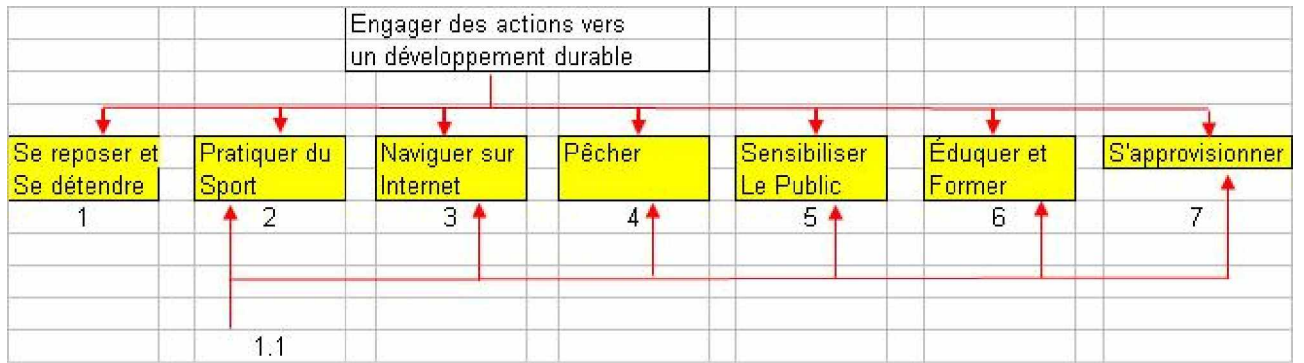 Engager des actions vers
un développement durable
Se reposer et
Se détendre
1
Pratiquer du
Sport
2
Naviguer sur
Internet
3
Pêcher
4
Sensibiliser
Le Public
5
Éduquer et
Former
6
S'approvisionner
7
1.1